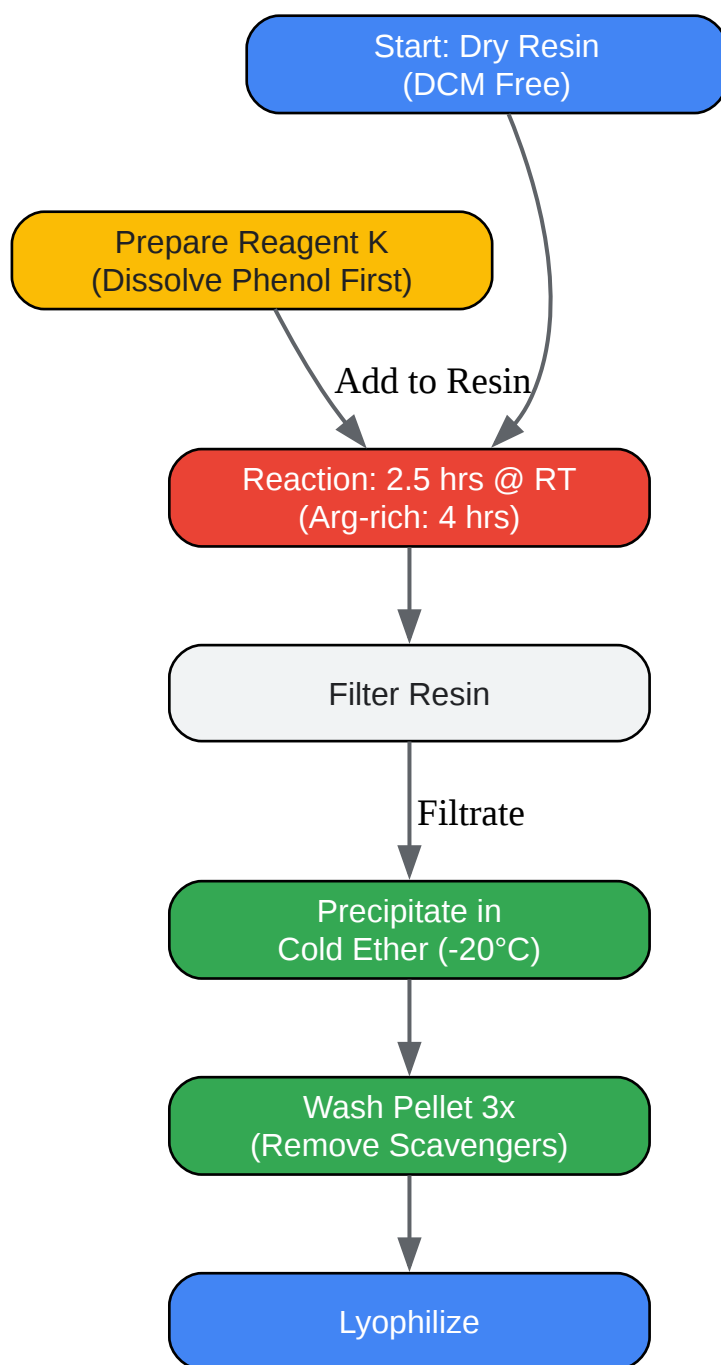 Start: Dry Resin
(DCM Free)
Prepare Reagent K
(Dissolve Phenol First)
Add to Resin
Reaction: 2.5 hrs @ RT
(Arg-rich: 4 hrs)
Filter Resin
Filtrate
Precipitate in
Cold Ether (-20°C)
Wash Pellet 3x
(Remove Scavengers)
Lyophilize